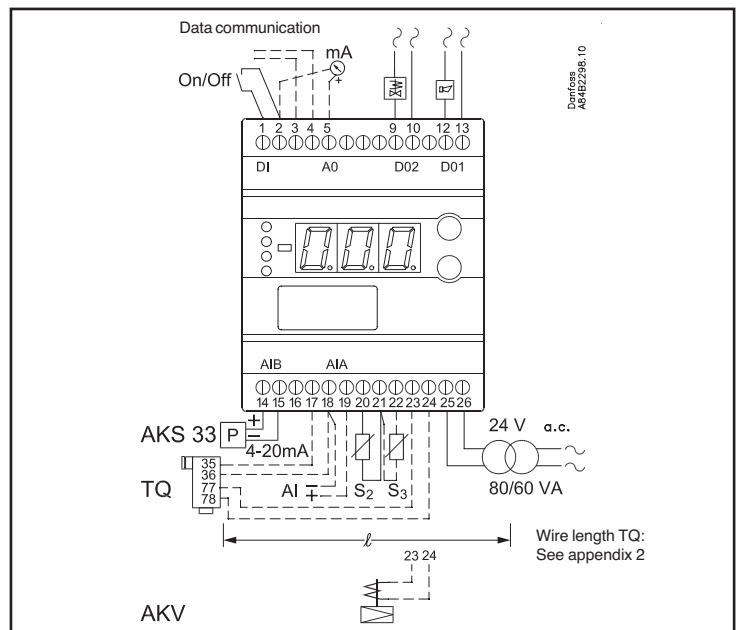 Data communication
mA
+
On/Off
Danfoss
A84B2298.10
1 2 3 4 5 9 10 12 13
DI A0 D02 D01
0.0.0.
AIB AIA
14 15 16 17 18 19 20 21 22 23 24 25 26
AKS 33 P + −
4-20mA
24 V a.c.
80/60 VA
TQ
35
36
77
78
AI − +
S2 S3
ℓ
Wire length TQ:
See appendix 2
23 24
AKV